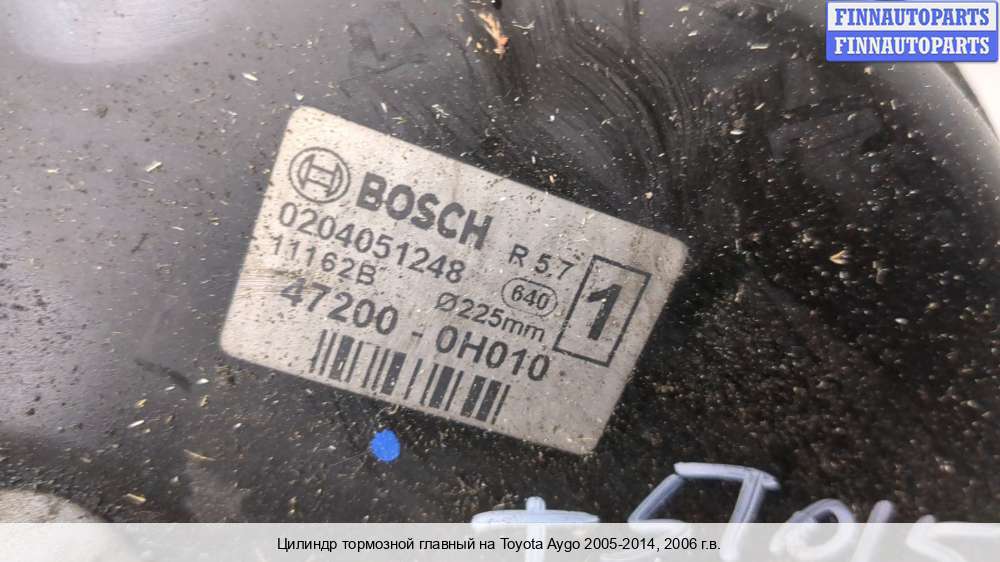 FINNAUTOPARTS
FINNAUTOPARTS
BOSCH
0204051248
R 5.7
11162B
640
Ø225mm
1
47200 - 0H010
Цилиндр тормозной главный на Toyota Aygo 2005-2014, 2006 г.в.